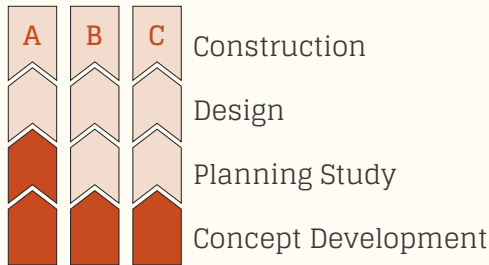 A B C
Construction
Design
Planning Study
Concept Development